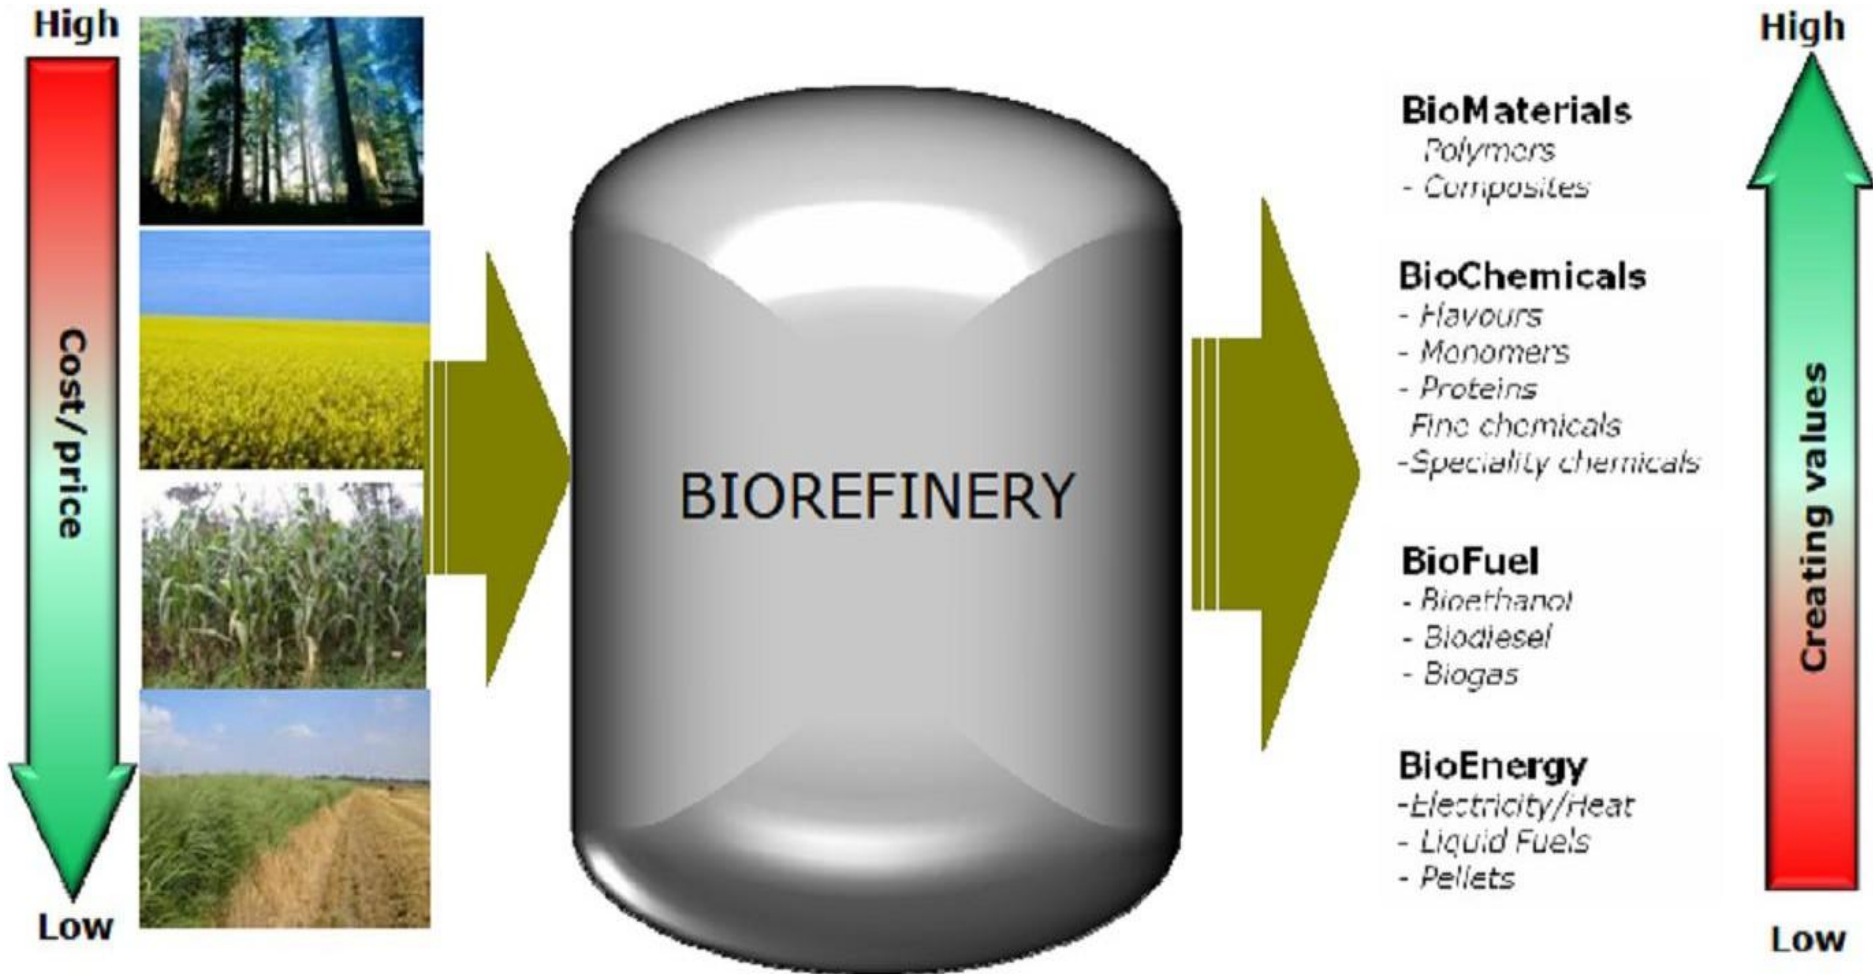 High
Cost/price
Low
BIOREFINERY
BioMaterials
Polymers
- Composites
BioChemicals
- Flavours
- Monomers
- Proteins
Fine chemicals
-Speciality chemicals
BioFuel
- Bioethanol
- Biodiesel
- Biogas
BioEnergy
-Electricity/Heat
- Liquid Fuels
- Pellets
High
Creating values
Low